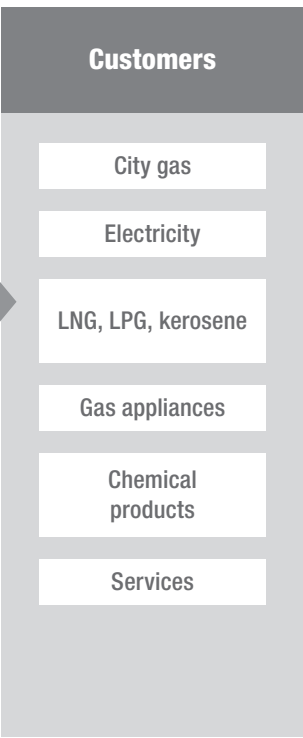 Customers
City gas
Electricity
LNG, LPG, kerosene
Gas appliances
Chemical
products
Services